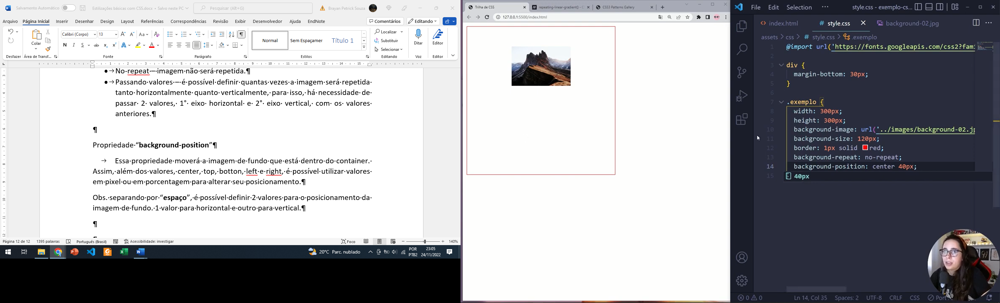 Salvamento Automático
Estilizações básicas com CSS.docx • Salvo neste PC
Pesquisar (Alt+G)
Brayan Petrick Souza
Arquivo Página Inicial Inserir Desenhar Design Layout Referências Correspondências Revisão Exibir Desenvolvedor Ajuda EndNote
Comentários Editando
Colar
Calibri (Corpo) 13
Normal Sem Espaçamer Título 1
Localizar
Substituir
Selecionar
Ditar
Editor
Desfazer Área de Transf... Fonte Parágrafo Estilos Editando Voz Editor
No-repeat – imagem não será repetida.¶
Passando valores – é possível definir quantas vezes a imagem será repetida
tanto horizontalmente quanto verticalmente, para isso, há necessidade de
passar 2 valores, 1° eixo horizontal e 2° eixo vertical, com os valores
anteriores.¶
¶
Propriedade “background-position”¶
Essa propriedade moverá a imagem de fundo que está dentro do container.
Assim, além dos valores, center, top, botton, left e right, é possível utilizar valores
em pixel ou em porcentagem para alterar seu posicionamento.¶
Obs. separando por “espaço”, é possível definir 2 valores para o posicionamento da
imagem de fundo. 1 valor para horizontal e outro para vertical.¶
¶
Página 12 de 12 1395 palavras Português (Brasil) Acessibilidade: investigar
Foco 140%
20°C Parc. nublado
POR
PTB2
23:05
24/11/2022
Trilha de CSS
repeating-linear-gradient() - C
CSS3 Patterns Gallery
127.0.0.1:5500/index.html
File Edit Selection ···
style.css - exemplo-cs...
index.html
# style.css
background-02.jpg
assets > css > # style.css > .exemplo
1 @import url('https://fonts.googleapis.com/css2?fami
2
3 div {
4 margin-bottom: 30px;
5 }
6
7 .exemplo {
8 width: 300px;
9 height: 300px;
10 background-image: url('../images/background-02.jp
11 background-size: 120px;
12 border: 1px solid red;
13 background-repeat: no-repeat;
14 background-position: center 40px;
15
40px
0 0
Ln 14, Col 35 Spaces: 2 UTF-8 CRLF CSS